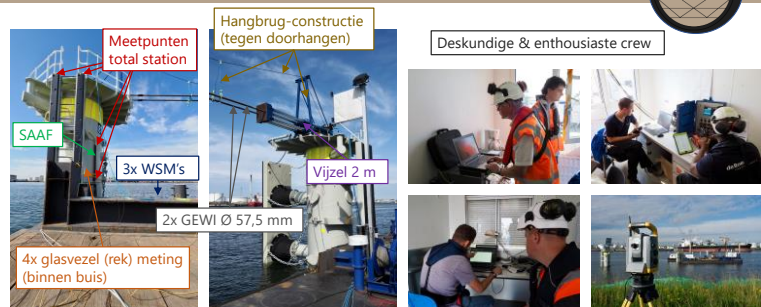 Hangbrug-constructie
(tegen doorhangen)
Meetpunten
total station
Deskundige & enthousiaste crew
SAAF
3x WSM's
Vijzel 2 m
2x GEWI Ø 57,5 mm
4x glasvezel (rek) meting
(binnen buis)